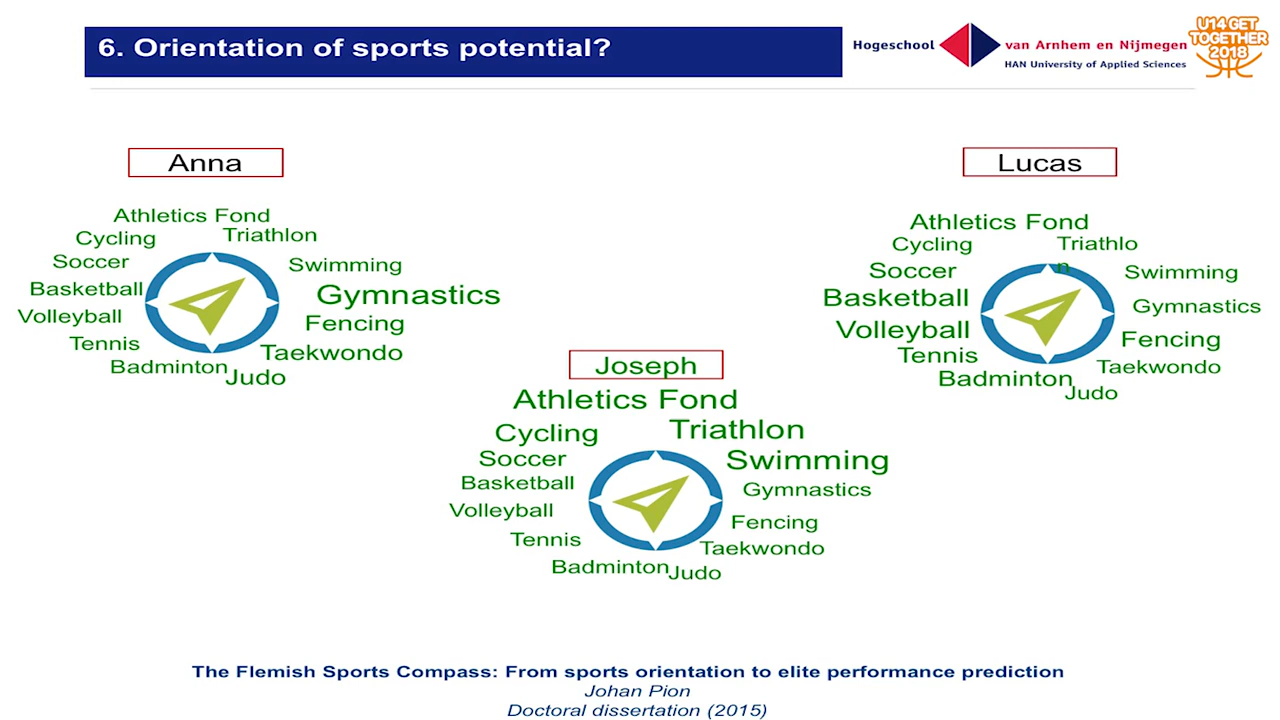 6. Orientation of sports potential?
Hogeschool van Arnhem en Nijmegen
HAN University of Applied Sciences
U14 GET
TOGETHER
2018
Anna
Athletics Fond
Cycling
Triathlon
Soccer
Swimming
Basketball
Gymnastics
Volleyball
Fencing
Tennis
Taekwondo
Badminton
Judo
Lucas
Athletics Fond
Cycling
Triathlo
n
Soccer
Swimming
Basketball
Gymnastics
Volleyball
Fencing
Tennis
Taekwondo
Badminton
Judo
Joseph
Athletics Fond
Cycling
Triathlon
Soccer
Swimming
Basketball
Gymnastics
Volleyball
Fencing
Tennis
Taekwondo
Badminton
Judo
The Flemish Sports Compass: From sports orientation to elite performance prediction
Johan Pion
Doctoral dissertation (2015)